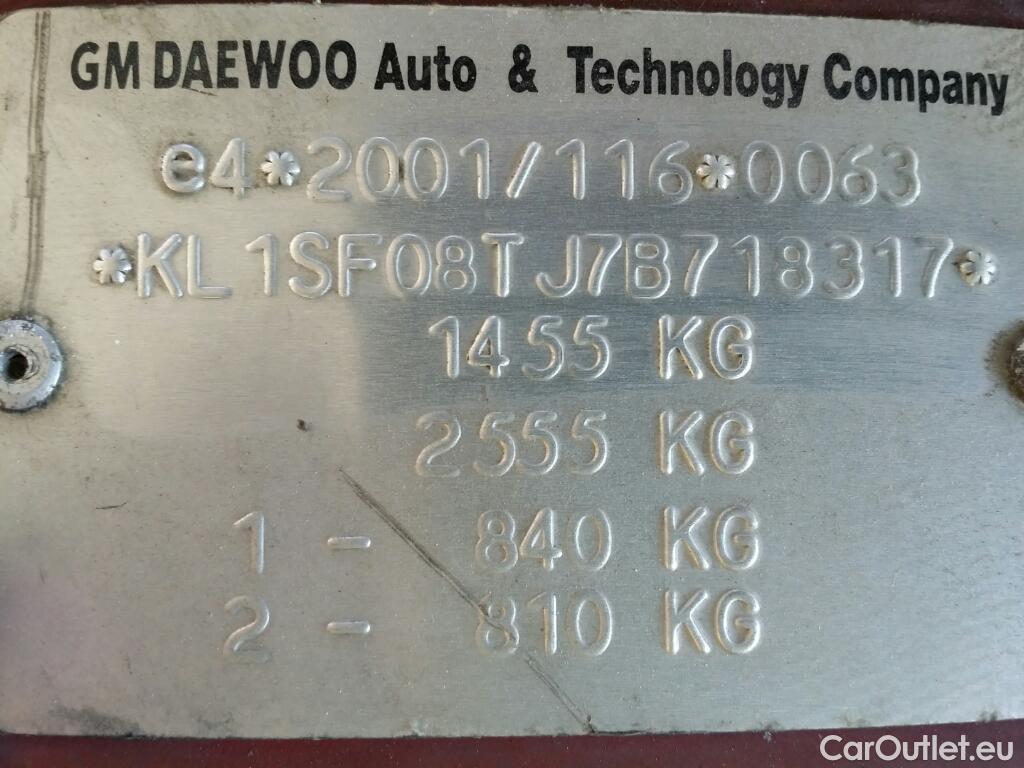 GM DAEWOO Auto & Technology Company
e4*2001/116*0063
*KL1SF08TJ7B718317*
1455 KG
2555 KG
1 - 840 KG
2 - 810 KG
CarOutlet.eu